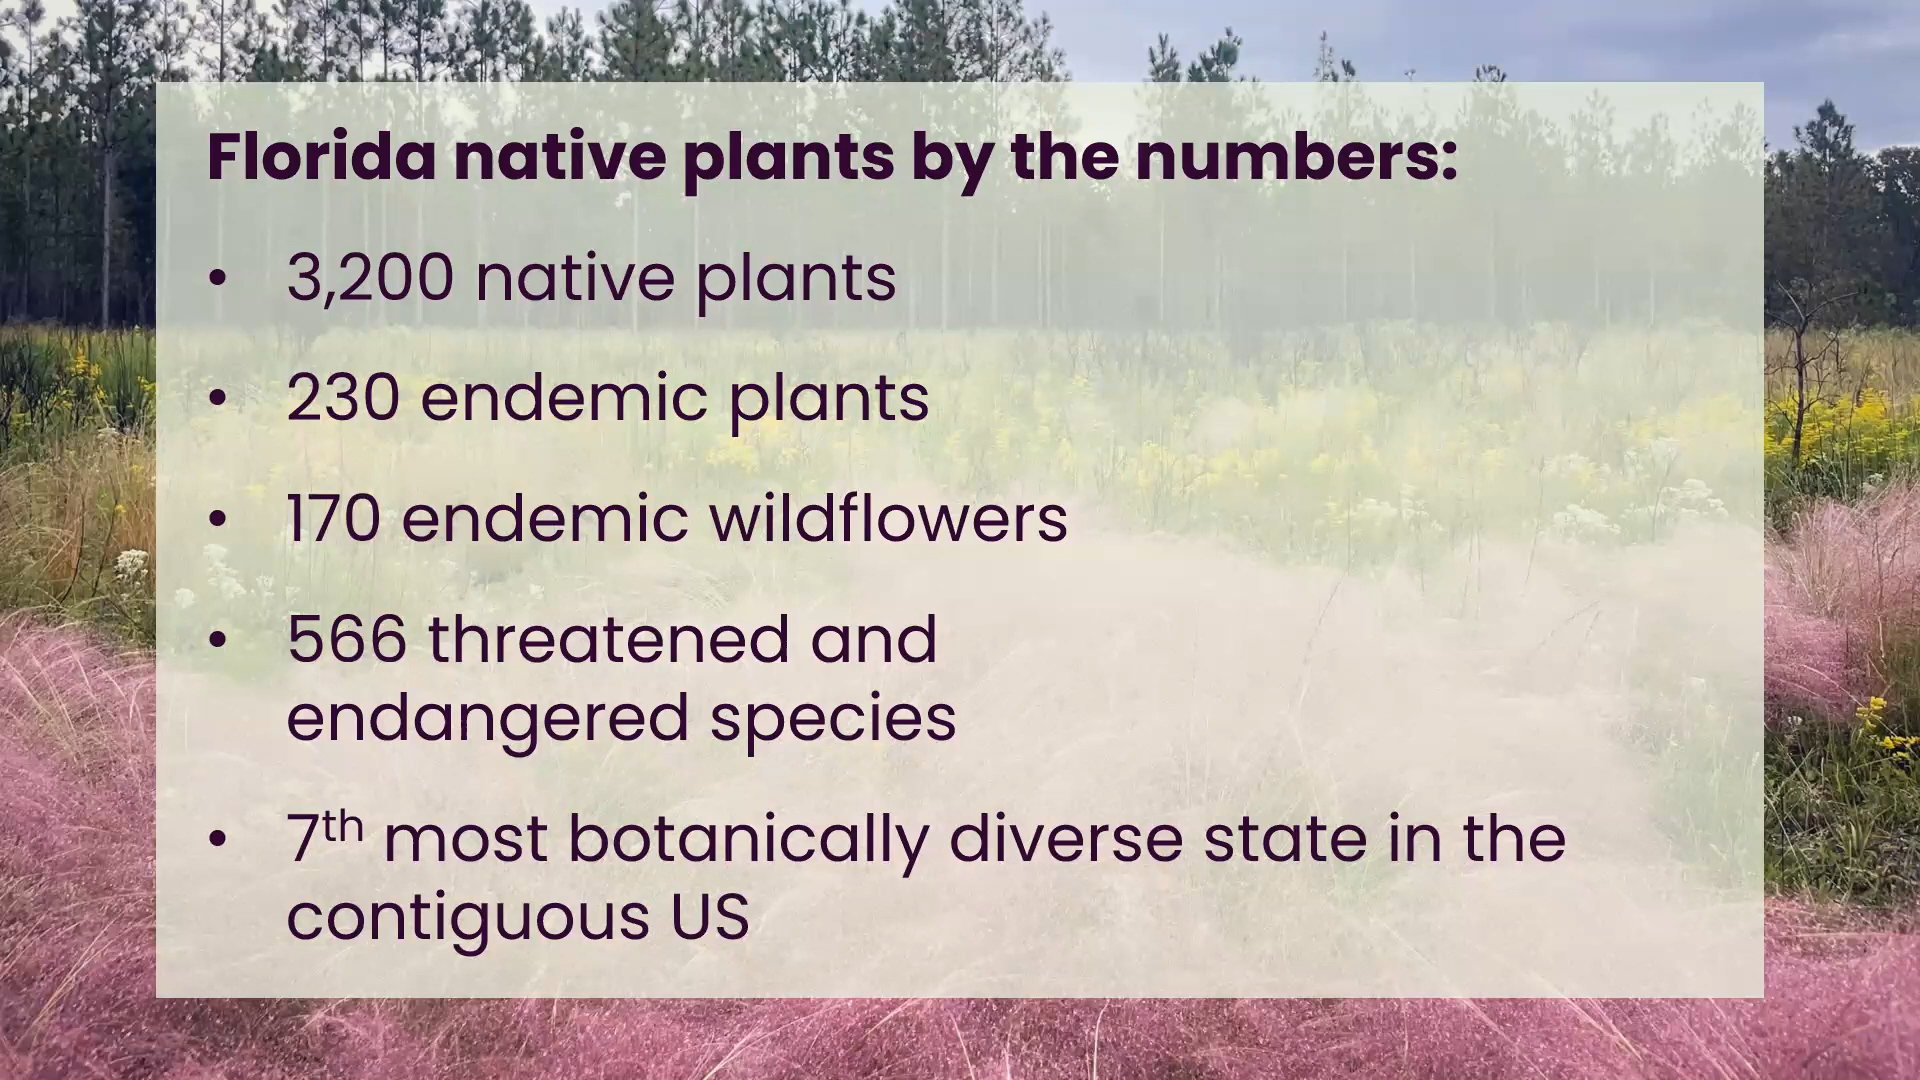 Florida native plants by the numbers:
• 3,200 native plants
• 230 endemic plants
• 170 endemic wildflowers
• 566 threatened and
endangered species
• 7th most botanically diverse state in the
contiguous US